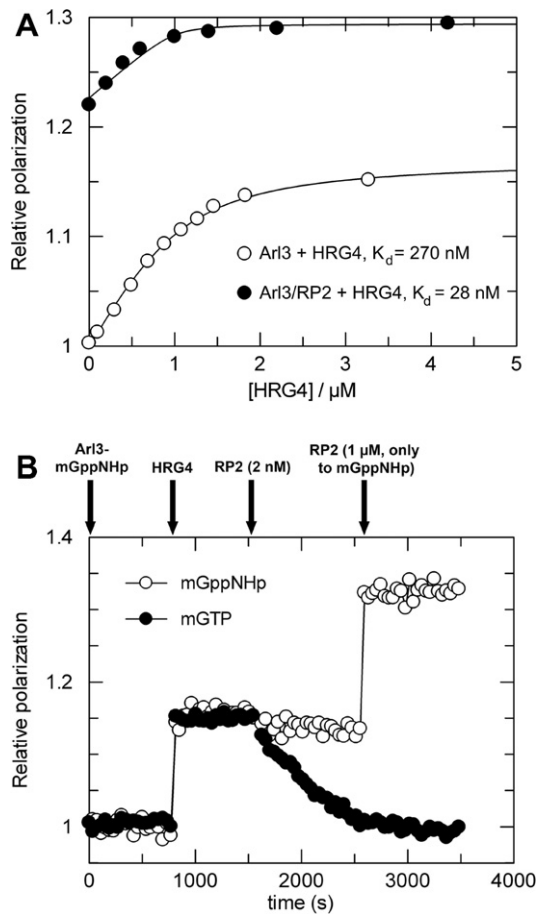 A
1.3
1.2
1.1
1
Relative polarization
Arl3 + HRG4, Kd = 270 nM
Arl3/RP2 + HRG4, Kd = 28 nM
0 1 2 3 4 5
[HRG4] / µM
B
Arl3-
mGppNHp
HRG4
RP2 (2 nM)
RP2 (1 µM, only
to mGppNHp)
1.4
1.2
1
Relative polarization
mGppNHp
mGTP
0 1000 2000 3000 4000
time (s)